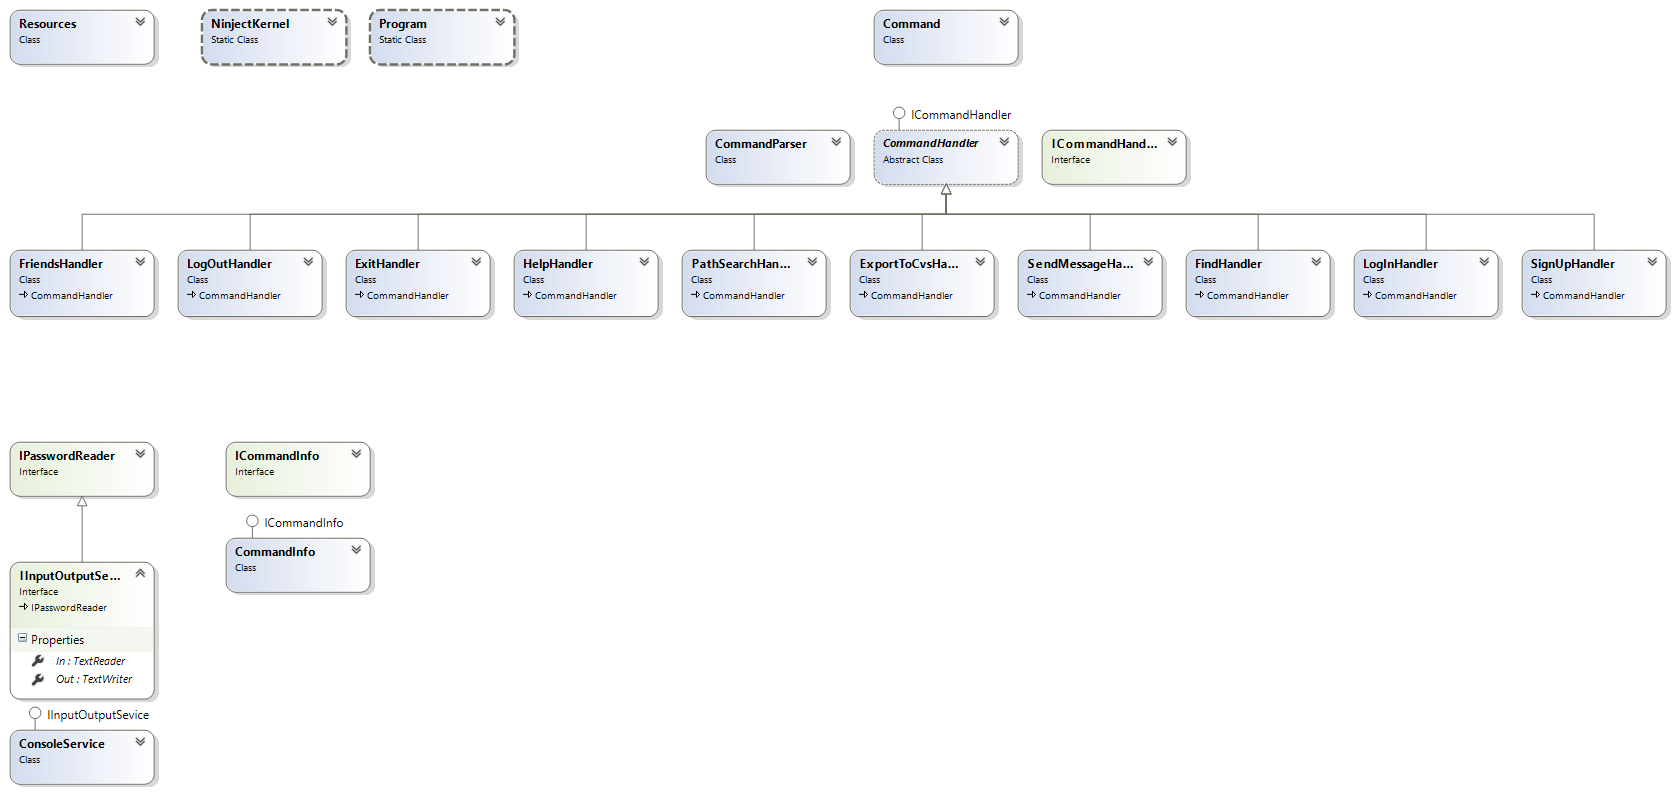 Resources
Class
NinjectKernel
Static Class
Program
Static Class
Command
Class
ICommandHandler
CommandParser
Class
CommandHandler
Abstract Class
ICommandHand...
Interface
FriendsHandler
Class
CommandHandler
LogOutHandler
Class
CommandHandler
ExitHandler
Class
CommandHandler
HelpHandler
Class
CommandHandler
PathSearchHan...
Class
CommandHandler
ExportToCvsHa...
Class
CommandHandler
SendMessageHa...
Class
CommandHandler
FindHandler
Class
CommandHandler
LogInHandler
Class
CommandHandler
SignUpHandler
Class
CommandHandler
IPasswordReader
Interface
ICommandInfo
Interface
ICommandInfo
CommandInfo
Class
IInputOutputSe...
Interface
IPasswordReader
Properties
In : TextReader
Out : TextWriter
IInputOutputSevice
ConsoleService
Class